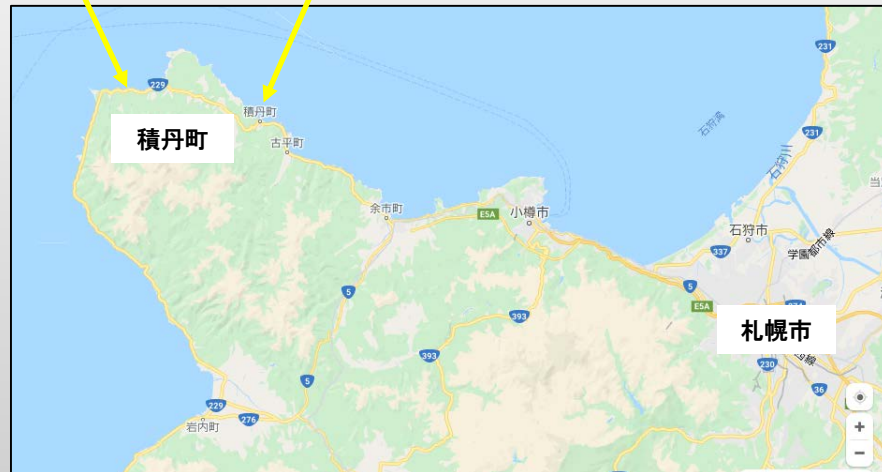 231
229
積丹町
石狩湾
231
積丹町
石狩川
古平町
当
余市町
E5A
小樽市
石狩市
学園都市線
337
5
5
274
E5A
393
札幌市
393
230
5
36
229
276
岩内町
+
−